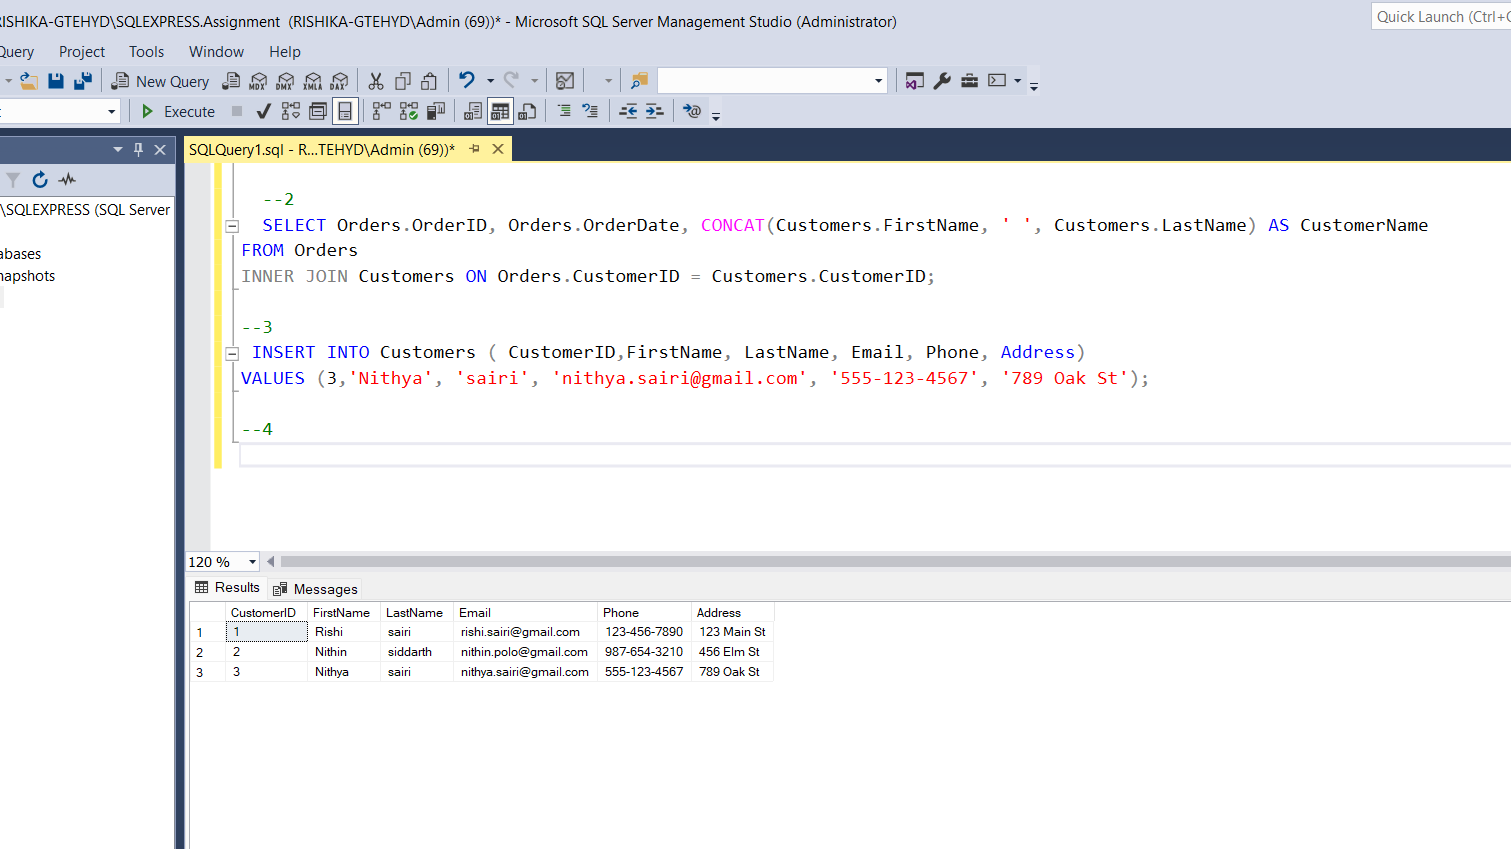 RISHIKA-GTEHYD\SQLEXPRESS.Assignment (RISHIKA-GTEHYD\Admin (69))* - Microsoft SQL Server Management Studio (Administrator)
Quick Launch (Ctrl+
Query Project Tools Window Help
New Query MDX DMX XMLA DAX
Execute
SQLQuery1.sql - R...TEHYD\Admin (69))*
\SQLEXPRESS (SQL Server
abases
napshots
--2
SELECT Orders.OrderID, Orders.OrderDate, CONCAT(Customers.FirstName, ' ', Customers.LastName) AS CustomerName
FROM Orders
INNER JOIN Customers ON Orders.CustomerID = Customers.CustomerID;
--3
INSERT INTO Customers ( CustomerID,FirstName, LastName, Email, Phone, Address)
VALUES (3,'Nithya', 'sairi', 'nithya.sairi@gmail.com', '555-123-4567', '789 Oak St');
--4
120 %
Results Messages
CustomerID FirstName LastName Email Phone Address
1 1 Rishi sairi rishi.sairi@gmail.com 123-456-7890 123 Main St
2 2 Nithin siddarth nithin.polo@gmail.com 987-654-3210 456 Elm St
3 3 Nithya sairi nithya.sairi@gmail.com 555-123-4567 789 Oak St